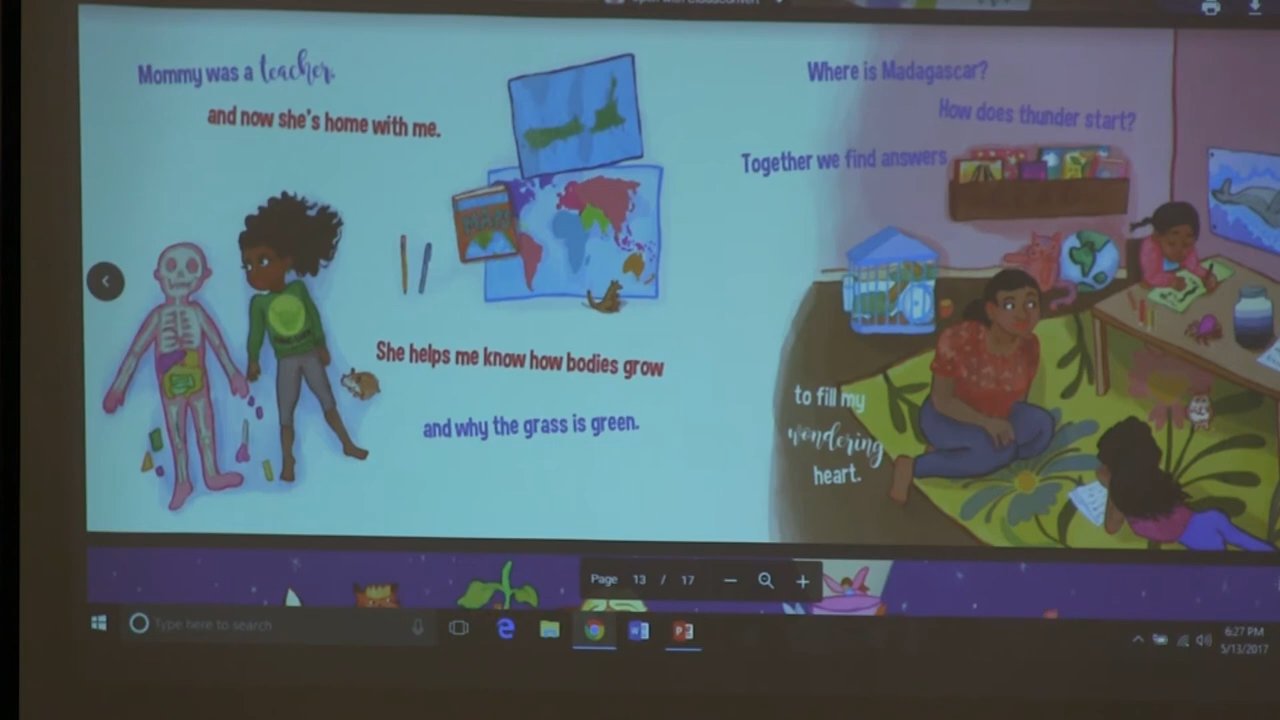 Mommy was a teacher,
and now she's home with me.
MAPS
She helps me know how bodies grow
and why the grass is green.
Where is Madagascar?
How does thunder start?
Together we find answers
to fill my
wondering
heart.
Page 13 / 17
Type here to search
6:27 PM
5/13/2017